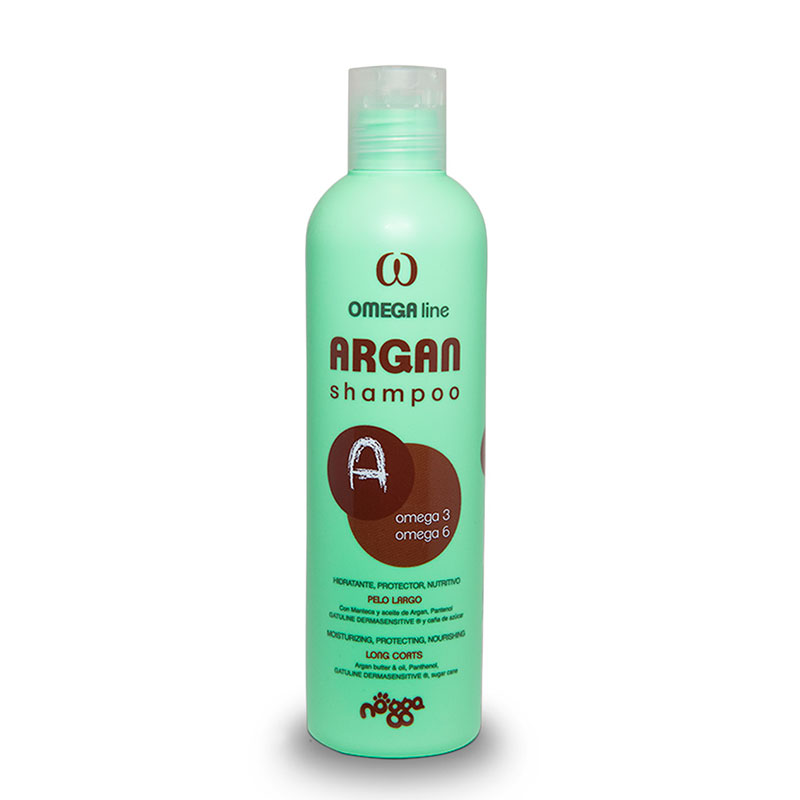 ω
OMEGA line
ARGAN
shampoo
A
omega 3
omega 6
HIDRATANTE, PROTECTOR, NUTRITIVO
PELO LARGO
Con Manteca y aceite de Argan, Pantenol
GATULINE DERMASENSITIVE ® y caña de azúcar
MOISTURIZING, PROTECTING, NOURISHING
LONG COATS
Argan butter & oil, Panthenol,
GATULINE DERMASENSITIVE ®, sugar cane
nogga